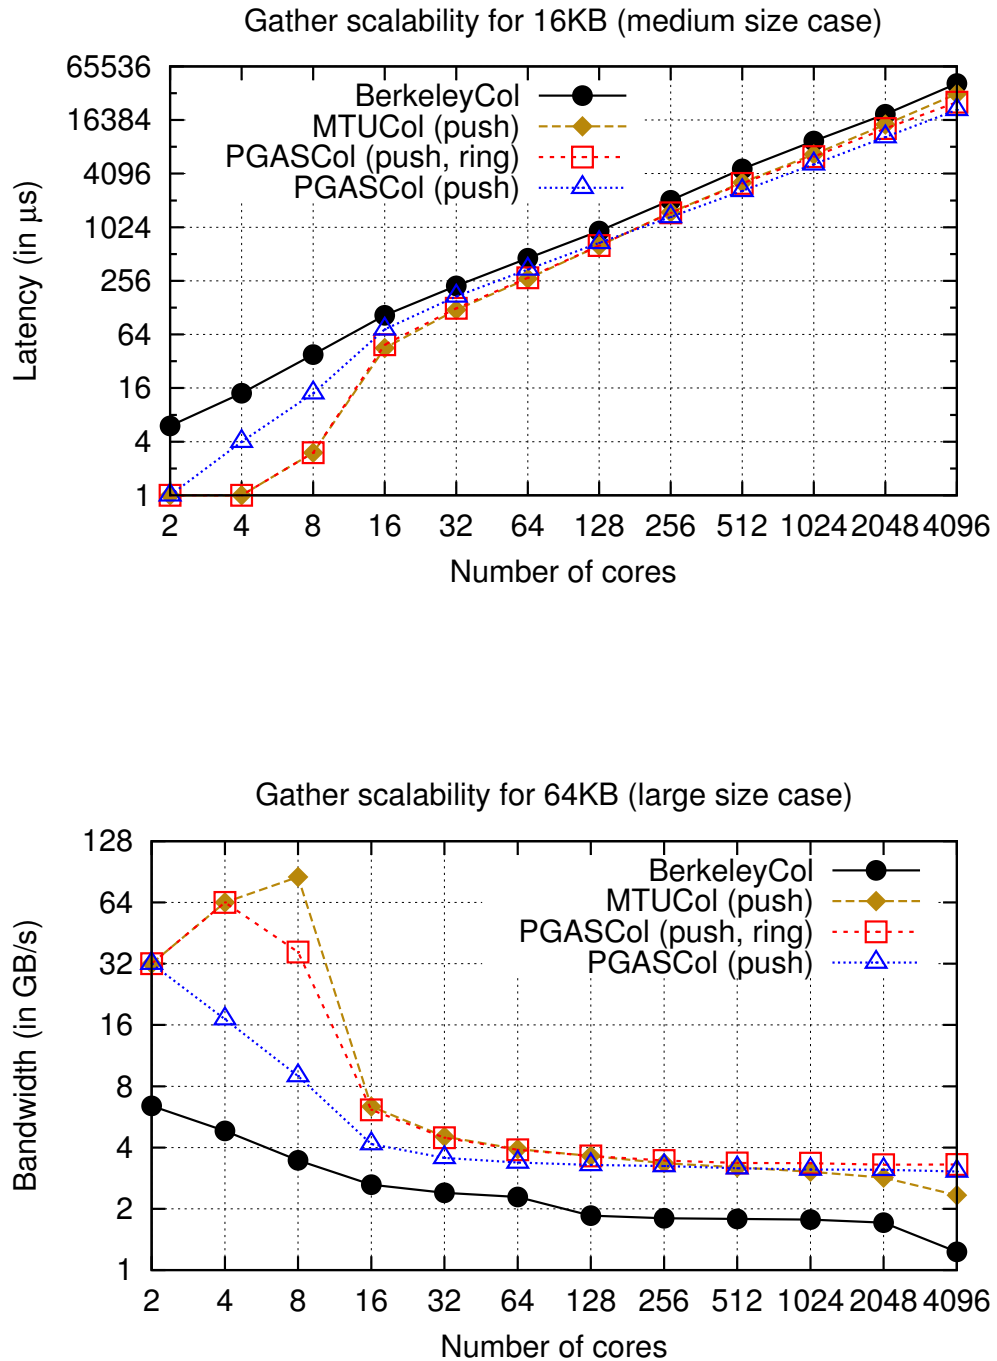 Gather scalability for 16KB (medium size case)
65536
16384
4096
1024
256
64
16
4
1
Latency (in μs)
BerkeleyCol
MTUCol (push)
PGASCol (push, ring)
PGASCol (push)
2 4 8 16 32 64 128 256 512 1024 2048 4096
Number of cores
Gather scalability for 64KB (large size case)
128
64
32
16
8
4
2
1
Bandwidth (in GB/s)
BerkeleyCol
MTUCol (push)
PGASCol (push, ring)
PGASCol (push)
2 4 8 16 32 64 128 256 512 1024 2048 4096
Number of cores